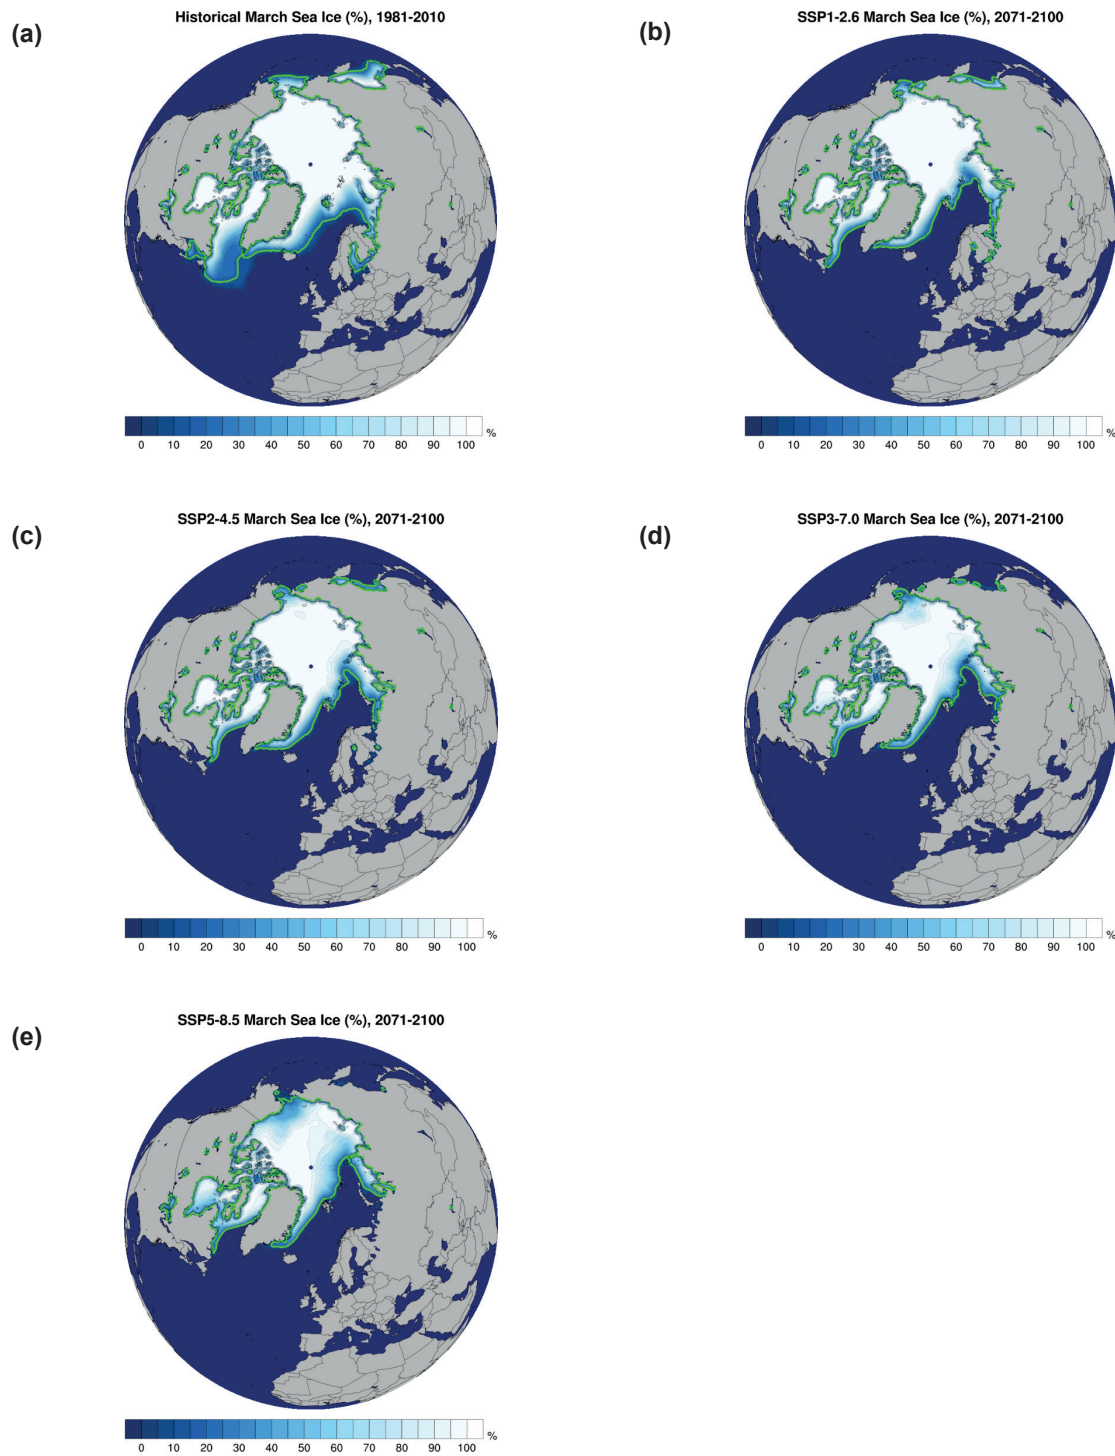 (a)
Historical March Sea Ice (%), 1981-2010
0 10 20 30 40 50 60 70 80 90 100 %
(b)
SSP1-2.6 March Sea Ice (%), 2071-2100
0 10 20 30 40 50 60 70 80 90 100 %
(c)
SSP2-4.5 March Sea Ice (%), 2071-2100
0 10 20 30 40 50 60 70 80 90 100 %
(d)
SSP3-7.0 March Sea Ice (%), 2071-2100
0 10 20 30 40 50 60 70 80 90 100 %
(e)
SSP5-8.5 March Sea Ice (%), 2071-2100
0 10 20 30 40 50 60 70 80 90 100 %